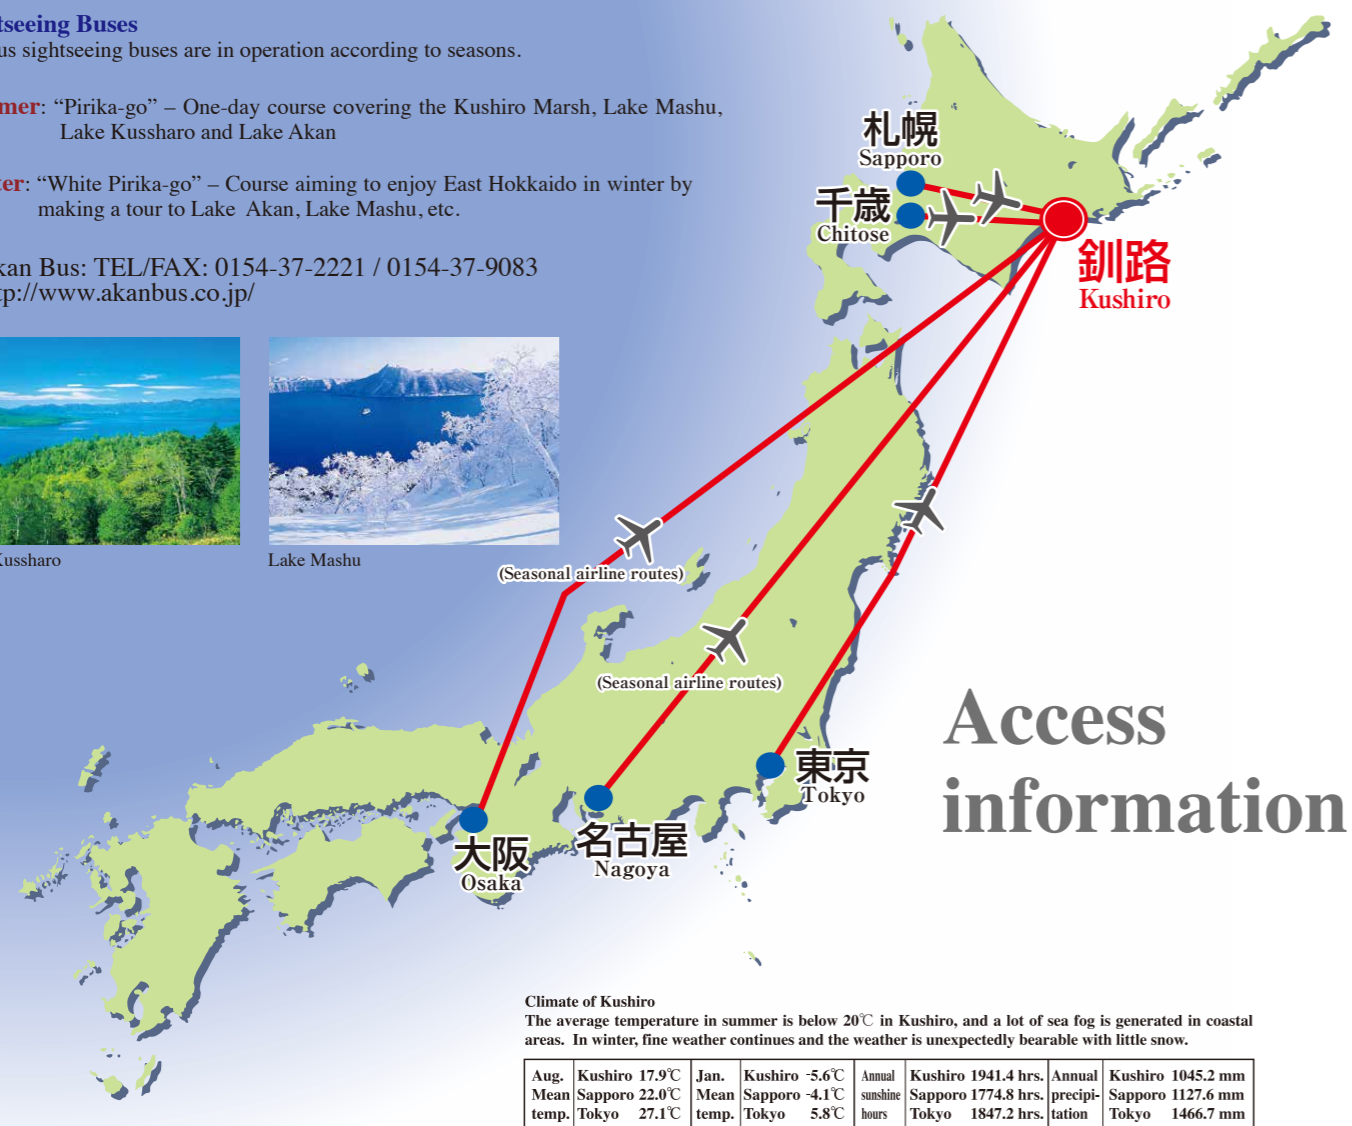 tseeing Buses
us sightseeing buses are in operation according to seasons.
mer: “Pirika-go” – One-day course covering the Kushiro Marsh, Lake Mashu,
Lake Kussharo and Lake Akan
ter: “White Pirika-go” – Course aiming to enjoy East Hokkaido in winter by
making a tour to Lake Akan, Lake Mashu, etc.
kan Bus: TEL/FAX: 0154-37-2221 / 0154-37-9083
tp://www.akanbus.co.jp/
Kussharo
Lake Mashu
札幌
Sapporo
千歳
Chitose
釧路
Kushiro
(Seasonal airline routes)
(Seasonal airline routes)
東京
Tokyo
名古屋
Nagoya
大阪
Osaka
Access
information
Climate of Kushiro
The average temperature in summer is below 20℃ in Kushiro, and a lot of sea fog is generated in coastal
areas. In winter, fine weather continues and the weather is unexpectedly bearable with little snow.
Aug. Kushiro 17.9℃ Jan. Kushiro -5.6℃ Annual Kushiro 1941.4 hrs. Annual Kushiro 1045.2 mm
Mean Sapporo 22.0℃ Mean Sapporo -4.1℃ sunshine Sapporo 1774.8 hrs. precipi- Sapporo 1127.6 mm
temp. Tokyo 27.1℃ temp. Tokyo 5.8℃ hours Tokyo 1847.2 hrs. tation Tokyo 1466.7 mm